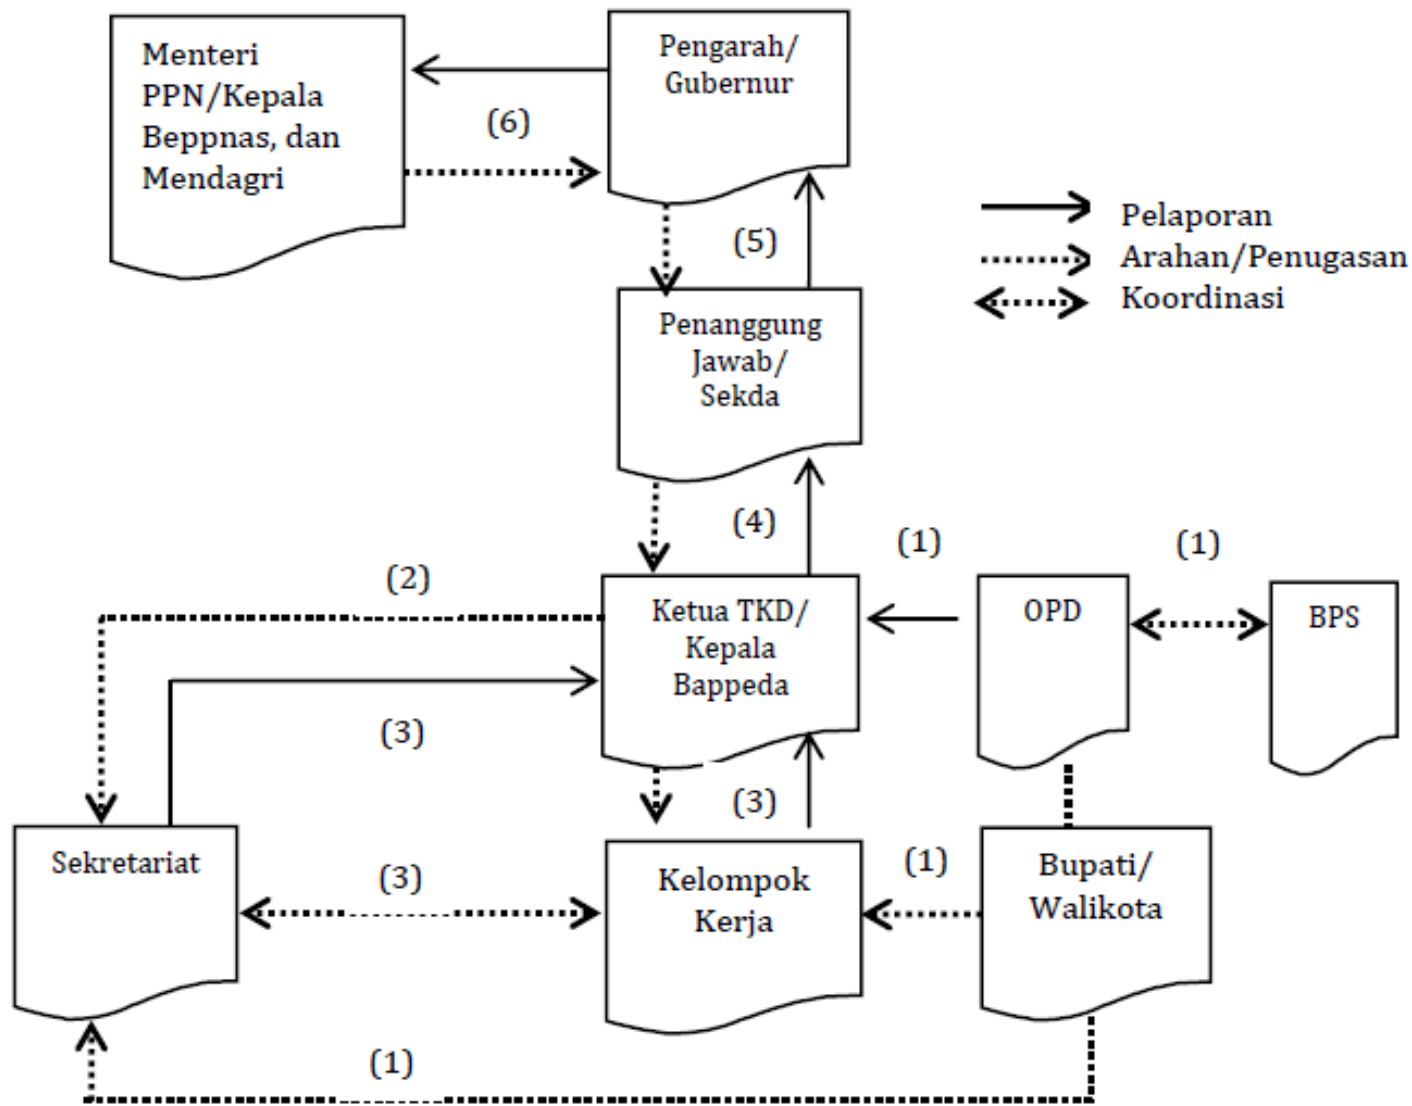 Menteri
PPN/Kepala
Beppnas, dan
Mendagri
(6)
Pengarah/
Gubernur
(5)
Pelaporan
Arahan/Penugasan
Koordinasi
Penanggung
Jawab/
Sekda
(4)
(1)
(1)
(2)
Ketua TKD/
Kepala
Bappeda
OPD
BPS
(3)
(3)
Sekretariat
(3)
Kelompok
Kerja
(1)
Bupati/
Walikota
(1)